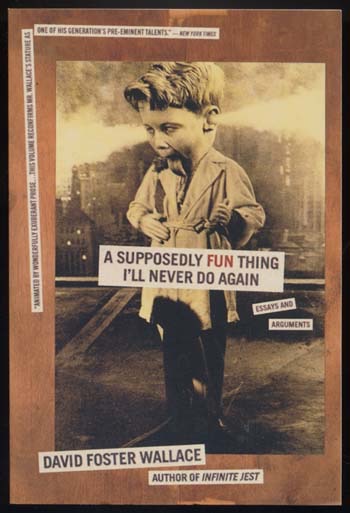 "ANIMATED BY WONDERFULLY EXUBERANT PROSE...THIS VOLUME RECONFIRMS MR. WALLACE'S STATURE AS
ONE OF HIS GENERATION'S PRE-EMINENT TALENTS." — NEW YORK TIMES
A SUPPOSEDLY FUN THING
I'LL NEVER DO AGAIN
ESSAYS AND
ARGUMENTS
DAVID FOSTER WALLACE
AUTHOR OF INFINITE JEST